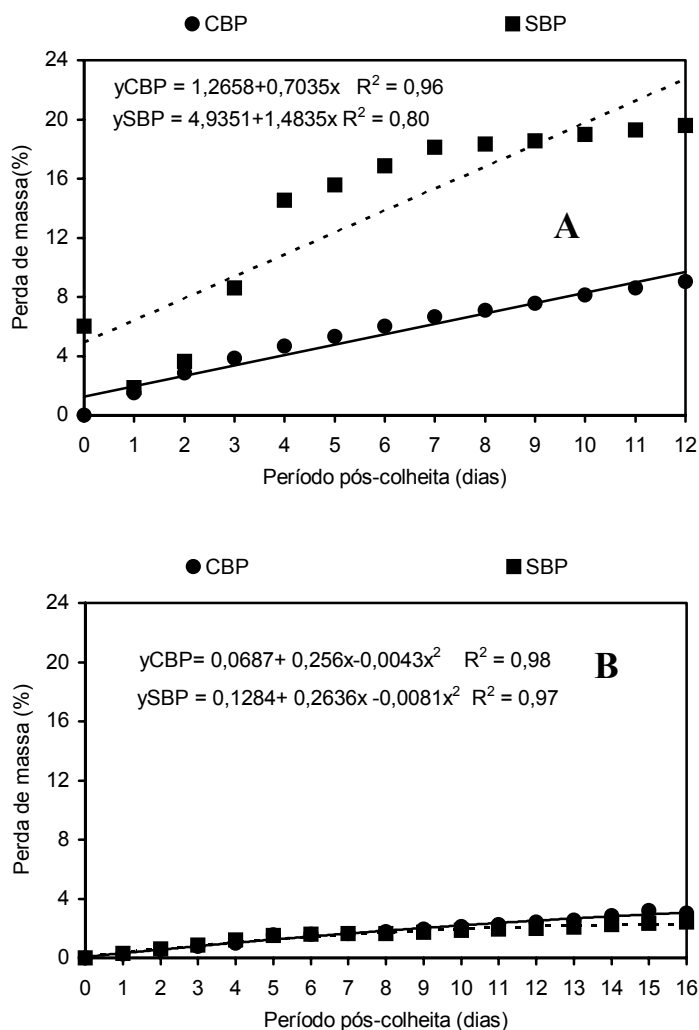 CBP SBP
24
yCBP = 1,2658+0,7035x R² = 0,96
20
ySBP = 4,9351+1,4835x R² = 0,80
16
12
A
8
4
0
Perda de massa(%)
0 1 2 3 4 5 6 7 8 9 10 11 12
Período pós-colheita (dias)
CBP SBP
24
yCBP= 0,0687+ 0,256x-0,0043x² R² = 0,98
B
20
ySBP = 0,1284+ 0,2636x -0,0081x² R² = 0,97
16
12
8
4
0
Perda de massa (%)
0 1 2 3 4 5 6 7 8 9 10 11 12 13 14 15 16
Período pós-colheita (dias)